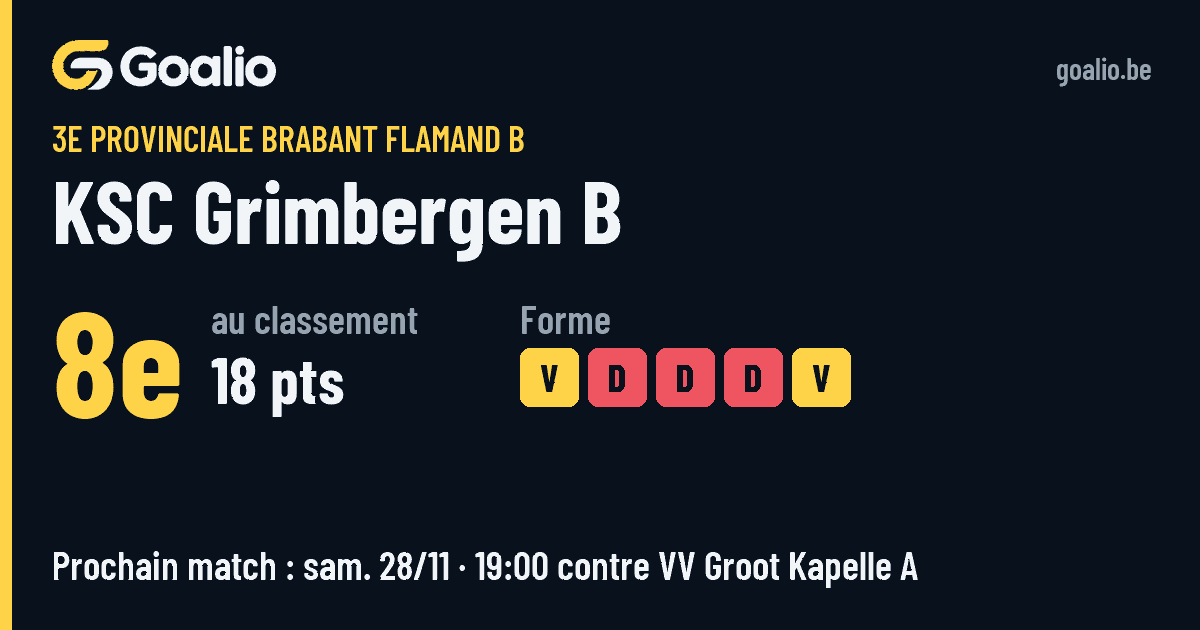 Goalio
goalio.be
3E PROVINCIALE BRABANT FLAMAND B
KSC Grimbergen B
8e
au classement
18 pts
Forme
V D D D V
Prochain match : sam. 28/11 · 19:00 contre VV Groot Kapelle A